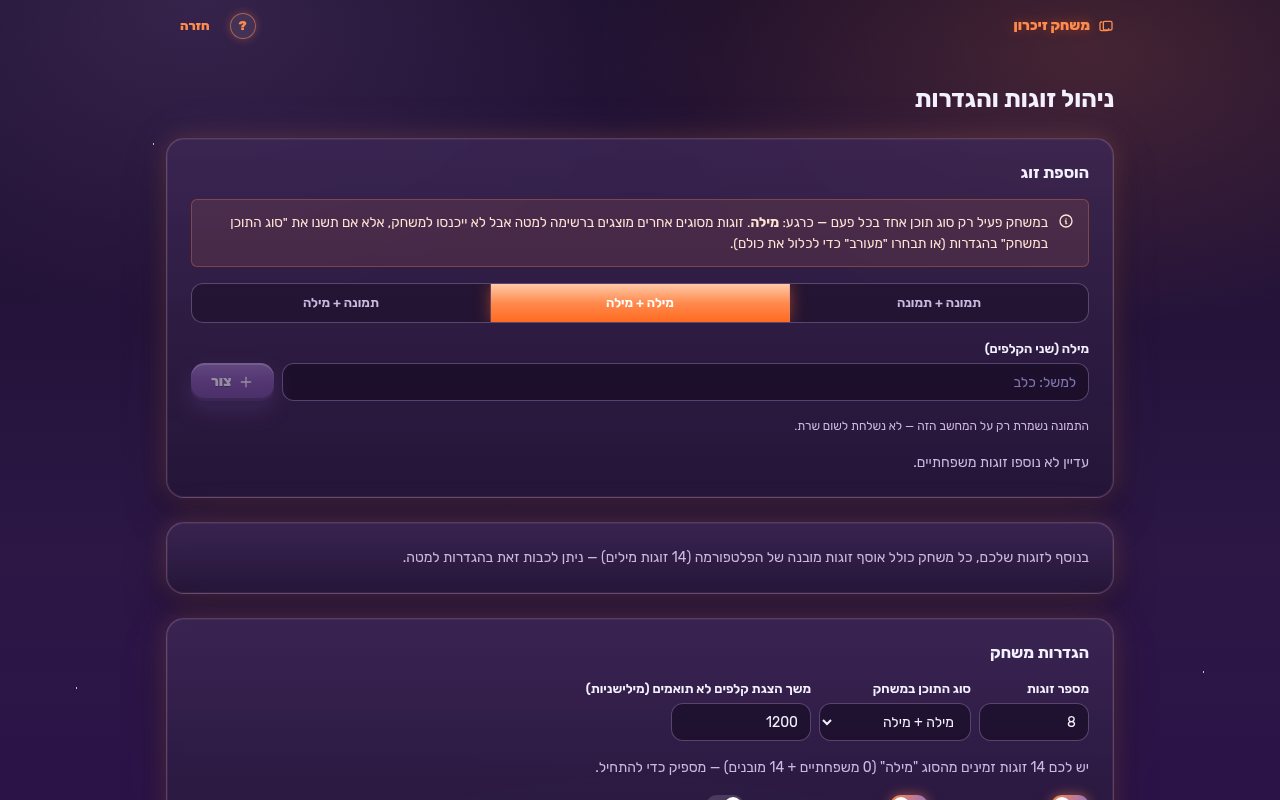 משחק זיכרון
?
חזרה
ניהול זוגות והגדרות
הוספת זוג
במשחק פעיל רק סוג תוכן אחד בכל פעם – כרגע: מילה. זוגות מסוגים אחרים מוצגים ברשימה למטה אבל לא ייכנסו למשחק, אלא אם תשנו את "סוג התוכן
במשחק" בהגדרות (או תבחרו "מעורב" כדי לכלול את כולם).
תמונה + תמונה
מילה + מילה
תמונה + מילה
מילה (שני הקלפים)
למשל: כלב
+ צור
התמונה נשמרת רק על המחשב הזה – לא נשלחת לשום שרת.
עדיין לא נוספו זוגות משפחתיים.
בנוסף לזוגות שלכם, כל משחק כולל אוסף זוגות מובנה של הפלטפורמה (14 זוגות מילים) – ניתן לכבות זאת בהגדרות למטה.
הגדרות משחק
מספר זוגות
סוג התוכן במשחק
משך הצגת קלפים לא תואמים (מילישניות)
8
מילה + מילה
1200
יש לכם 14 זוגות זמינים מהסוג "מילה" (0 משפחתיים + 14 מובנים) – מספיק כדי להתחיל.